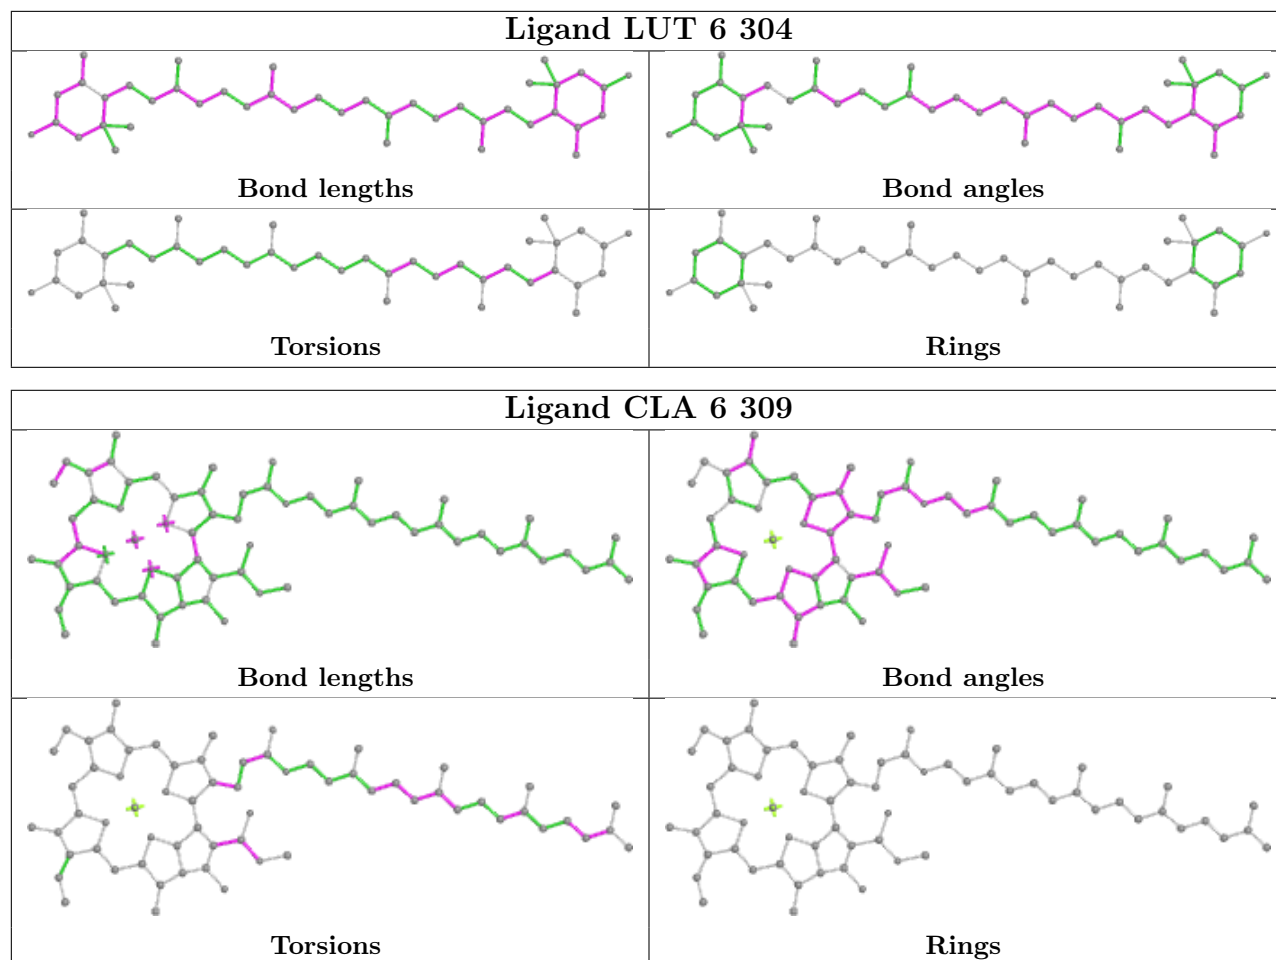 Ligand LUT 6 304
Bond lengths
Bond angles
Torsions
Rings
Ligand CLA 6 309
Bond lengths
Bond angles
Torsions
Rings